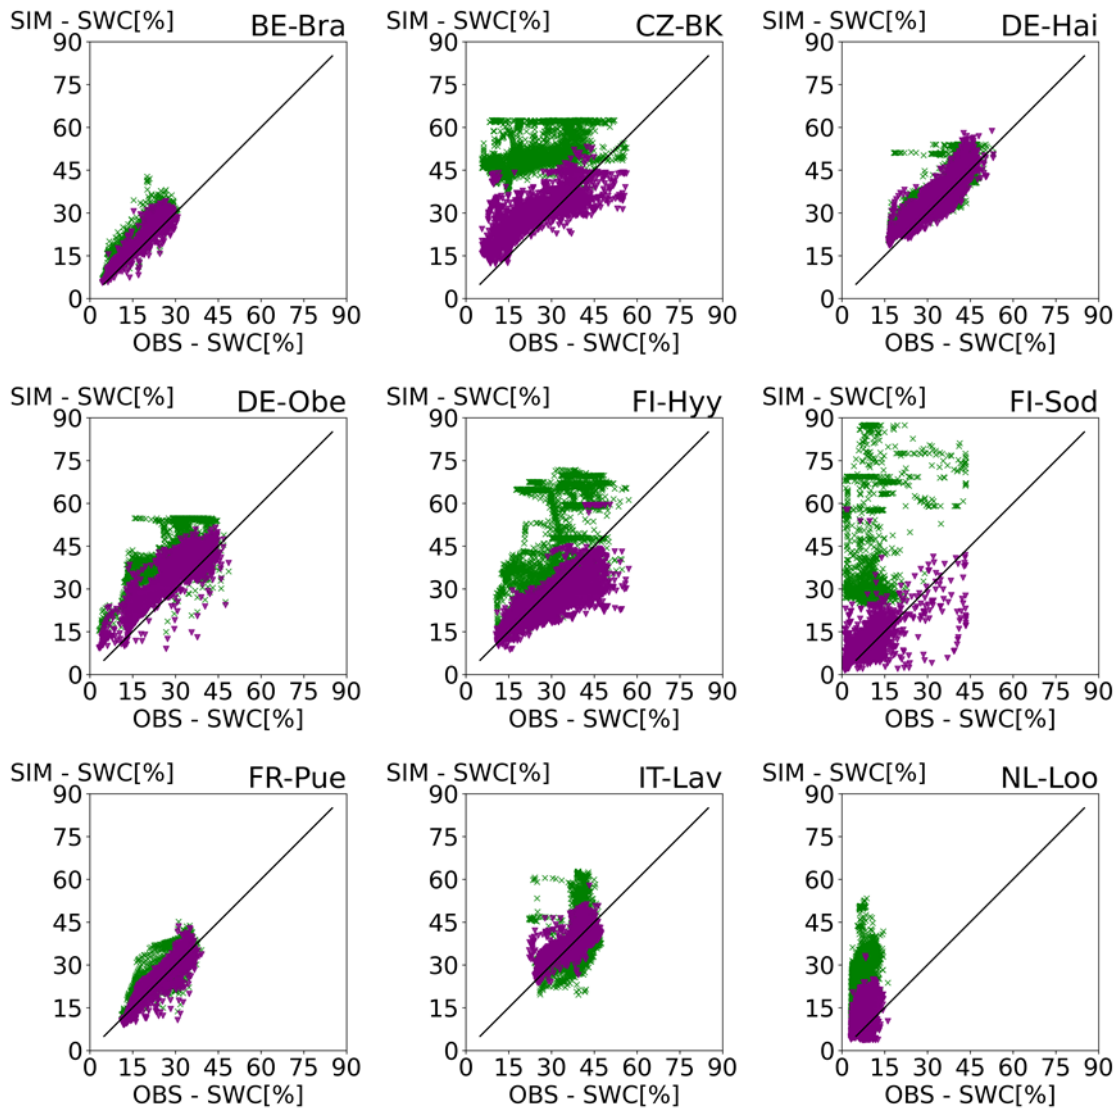 SIM - SWC[%] BE-Bra
90
75
60
45
30
15
0
0 15 30 45 60 75 90
OBS - SWC[%]
SIM - SWC[%] CZ-BK
90
75
60
45
30
15
0
0 15 30 45 60 75 90
OBS - SWC[%]
SIM - SWC[%] DE-Hai
90
75
60
45
30
15
0
0 15 30 45 60 75 90
OBS - SWC[%]
SIM - SWC[%] DE-Obe
90
75
60
45
30
15
0
0 15 30 45 60 75 90
OBS - SWC[%]
SIM - SWC[%] FI-Hyy
90
75
60
45
30
15
0
0 15 30 45 60 75 90
OBS - SWC[%]
SIM - SWC[%] FI-Sod
90
75
60
45
30
15
0
0 15 30 45 60 75 90
OBS - SWC[%]
SIM - SWC[%] FR-Pue
90
75
60
45
30
15
0
0 15 30 45 60 75 90
OBS - SWC[%]
SIM - SWC[%] IT-Lav
90
75
60
45
30
15
0
0 15 30 45 60 75 90
OBS - SWC[%]
SIM - SWC[%] NL-Loo
90
75
60
45
30
15
0
0 15 30 45 60 75 90
OBS - SWC[%]